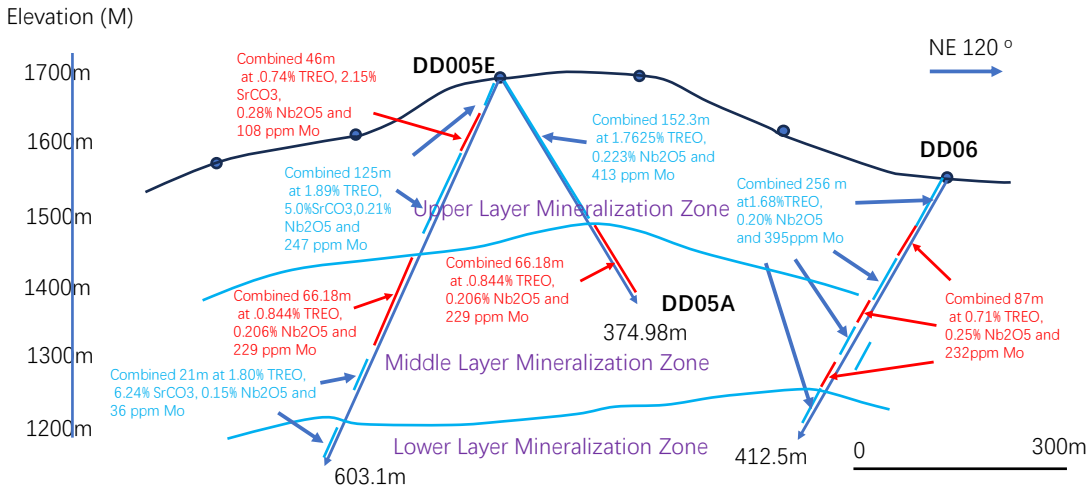 Elevation (M)
1700m
1600m
1500m
1400m
1300m
1200m
Combined 46m
at .0.74% TREO, 2.15%
SrCO3,
0.28% Nb2O5 and
108 ppm Mo
DD005E
NE 120 º
Combined 152.3m
at 1.7625% TREO,
0.223% Nb2O5 and
413 ppm Mo
DD06
Combined 125m
at 1.89% TREO,
5.0%SrCO3,0.21%
Nb2O5 and
247 ppm Mo
Combined 256 m
at1.68%TREO,
0.20% Nb2O5
and 395ppm Mo
Upper Layer Mineralization Zone
Combined 66.18m
at .0.844% TREO,
0.206% Nb2O5 and
229 ppm Mo
Combined 66.18m
at .0.844% TREO,
0.206% Nb2O5 and
229 ppm Mo
DD05A
374.98m
Combined 87m
at 0.71% TREO,
0.25% Nb2O5 and
232ppm Mo
Middle Layer Mineralization Zone
Combined 21m at 1.80% TREO,
6.24 SrCO3, 0.15% Nb2O5 and
36 ppm Mo
Lower Layer Mineralization Zone
603.1m
412.5m
0
300m